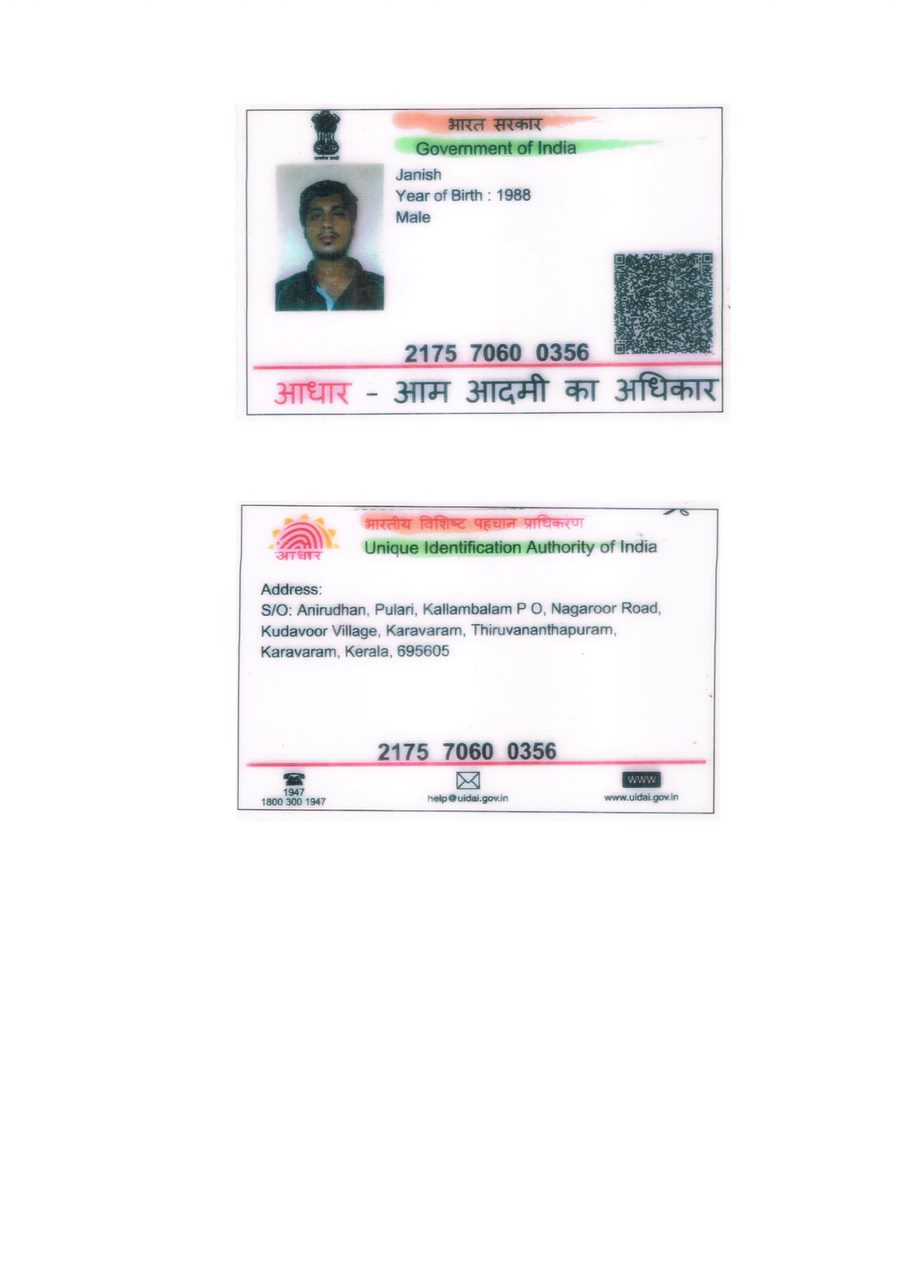 भारत सरकार
Government of India
Janish
Year of Birth : 1988
Male
2175 7060 0356
आधार - आम आदमी का अधिकार
भारतीय विशिष्ट पहचान प्राधिकरण
आधार
Unique Identification Authority of India
Address:
S/O: Anirudhan, Pulari, Kallambalam P O, Nagaroor Road,
Kudavoor Village, Karavaram, Thiruvananthapuram,
Karavaram, Kerala, 695605
2175 7060 0356
1947
1800 300 1947
help@uidai.gov.in
WWW
www.uidai.gov.in